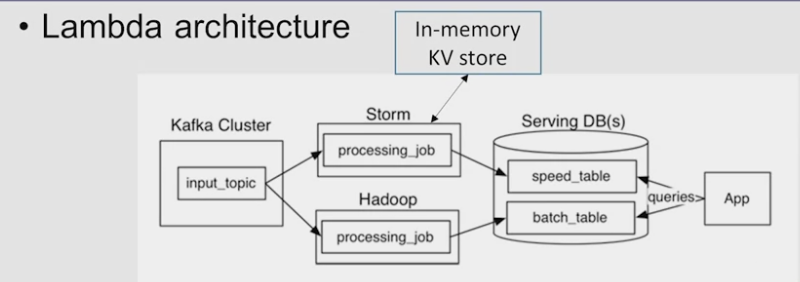 • Lambda architecture
In-memory
KV store
Kafka Cluster
input_topic
Storm
processing_job
Hadoop
processing_job
Serving DB(s)
speed_table
batch_table
queries
App